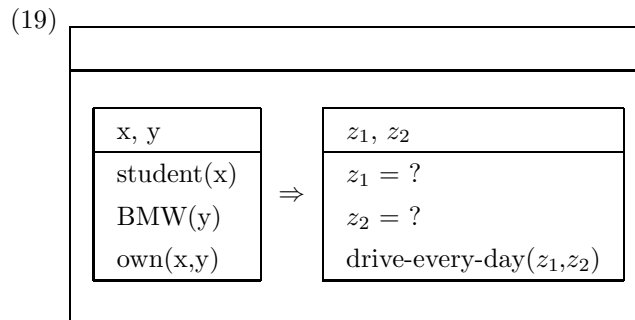 (19)
x, y
z₁, z₂
student(x)
z₁ = ?
BMW(y)
⇒
z₂ = ?
own(x,y)
drive-every-day(z₁,z₂)